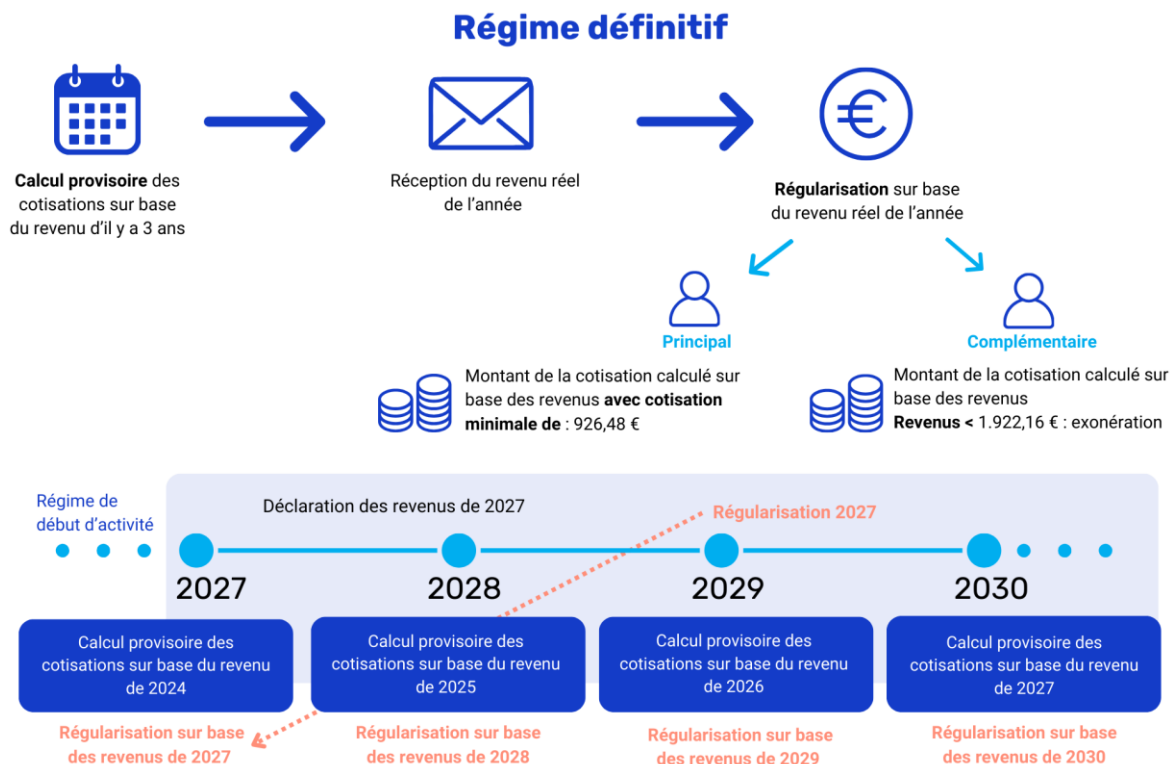 Régime définitif
Calcul provisoire des
cotisations sur base
du revenu d'il y a 3 ans
Réception du revenu réel
de l'année
Régularisation sur base
du revenu réel de l'année
Principal
Montant de la cotisation calculé sur
base des revenus avec cotisation
minimale de : 926,48 €
Complémentaire
Montant de la cotisation calculé sur
base des revenus
Revenus < 1.922,16 € : exonération
Régime de
début d'activité
Déclaration des revenus de 2027
Régularisation 2027
2027
2028
2029
2030
Calcul provisoire des
cotisations sur base du revenu
de 2024
Calcul provisoire des
cotisations sur base du revenu
de 2025
Calcul provisoire des
cotisations sur base du revenu
de 2026
Calcul provisoire des
cotisations sur base du revenu
de 2027
Régularisation sur base
des revenus de 2027
Régularisation sur base
des revenus de 2028
Régularisation sur base
des revenus de 2029
Régularisation sur base
des revenus de 2030